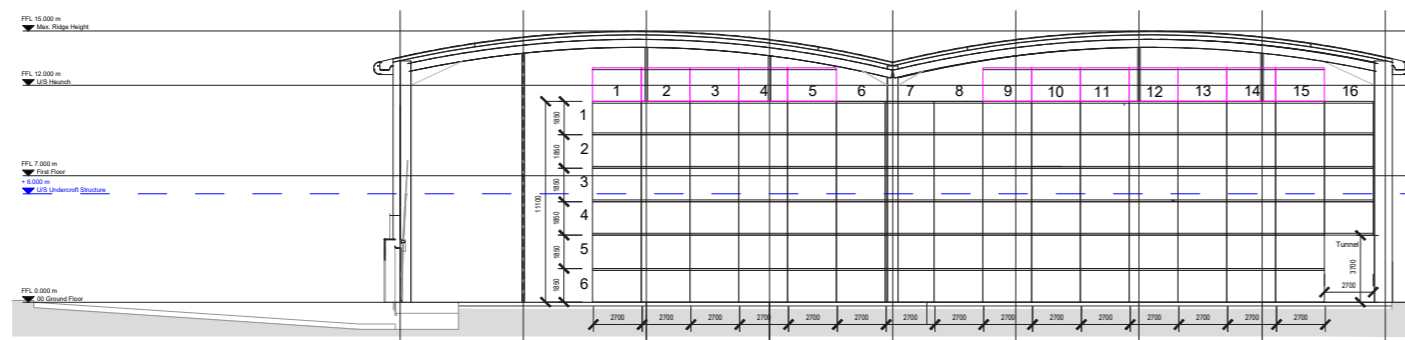 FFL 15.000 m
Max. Ridge Height
FFL 12.000 m
U/S Haunch
1 2 3 4 5 6 7 8 9 10 11 12 13 14 15 16
1850
1
1850
2
FFL 7.000 m
First Floor
+ 6.000 m
U/S Undercroft Structure
1850
3
11100
1850
4
1850
5
Tunnel
3700
1850
6
2700
FFL 0.000 m
00 Ground Floor
2700 2700 2700 2700 2700 2700 2700 2700 2700 2700 2700 2700 2700 2700 2700